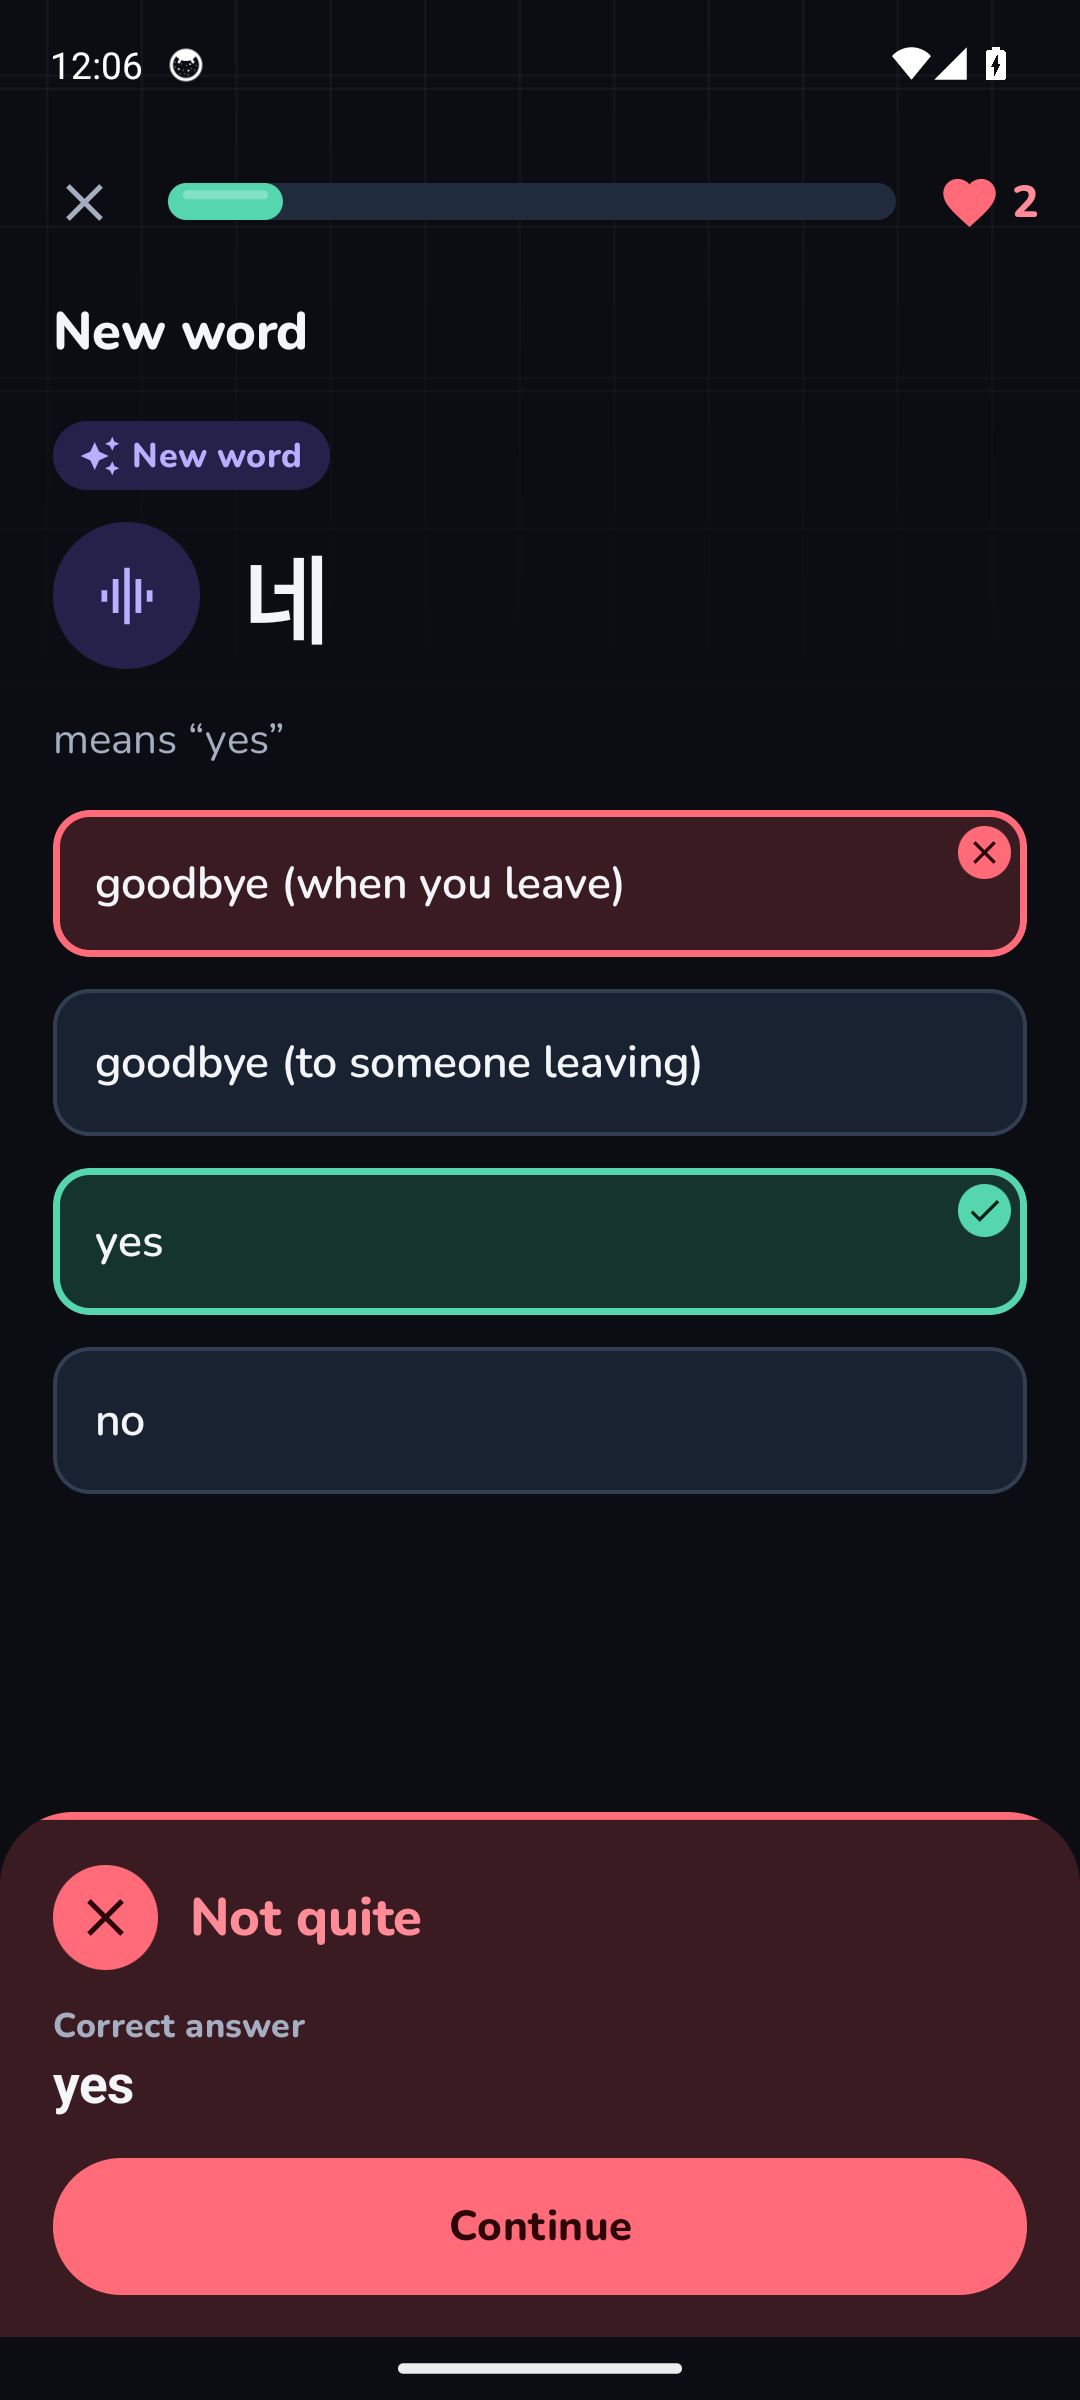 12:06
2
New word
New word
네
means “yes”
goodbye (when you leave)
goodbye (to someone leaving)
yes
no
Not quite
Correct answer
yes
Continue